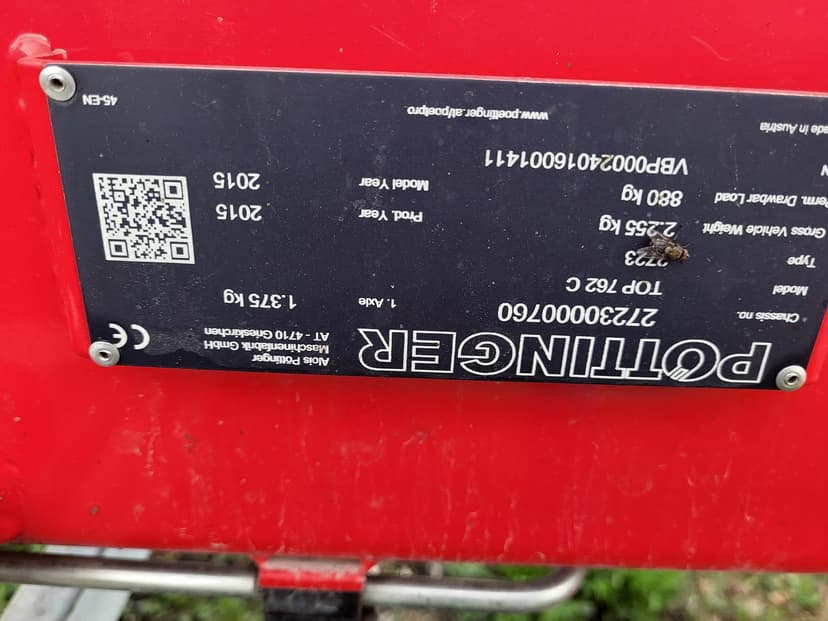 PÖTTINGER
Alois Pöttinger
Maschinenfabrik GmbH
AT - 4710 Grieskirchen
Chassis no. 27230000760
Model TOP 762 C
Type 2723
1. Axle 1.375 kg
Gross Vehicle Weight 2.255 kg
Perm. Drawbar Load 880 kg
Prod. Year 2015
Model Year 2015
N VBP00024016001411
ade in Austria
www.poettinger.at/poetpro
45-EN